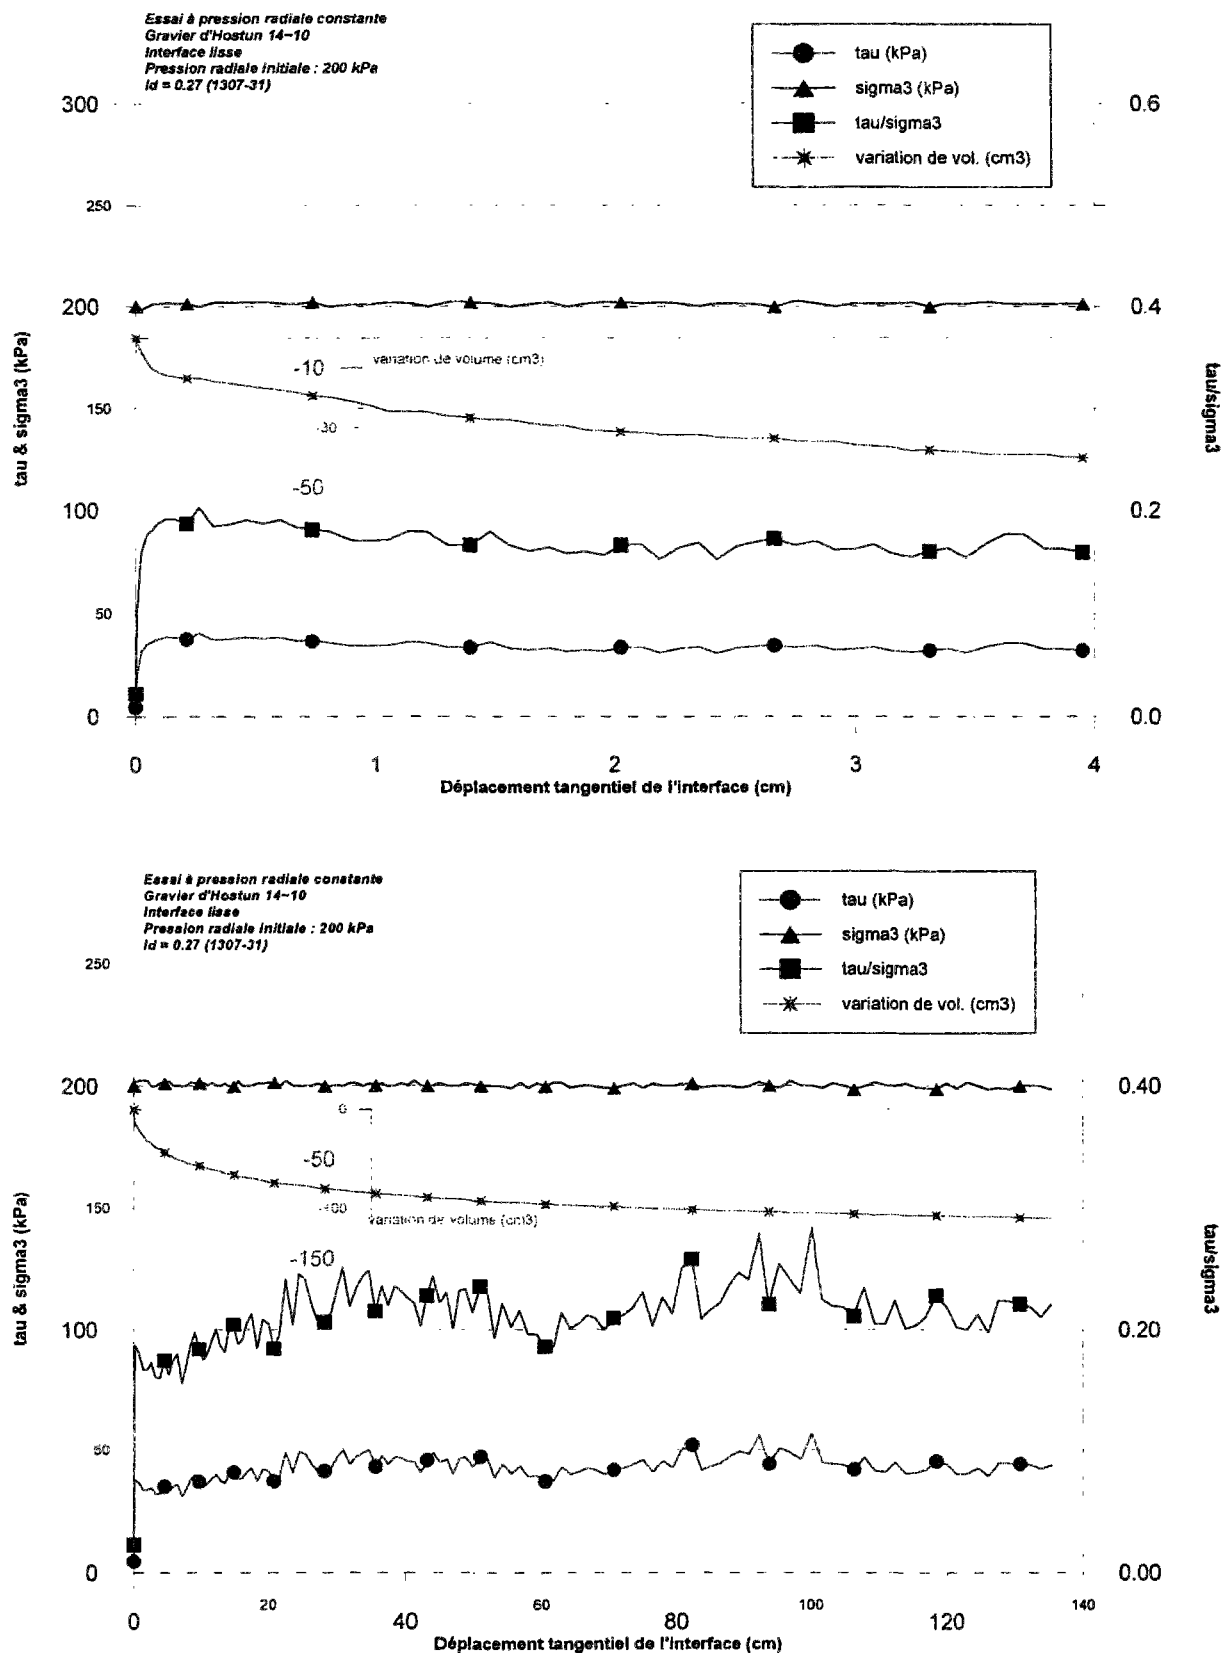 Essai à pression radiale constante
Gravier d'Hostun 14~10
Interface lisse
Pression radiale initiale : 200 kPa
Id = 0.27 (1307-31)
tau (kPa)
sigma3 (kPa)
tau/sigma3
variation de vol. (cm3)
300
250
200
150
100
50
0
0.6
0.4
0.2
0.0
tau & sigma3 (kPa)
tau/sigma3
-10
variation de volume (cm3)
-30
-50
0
1
2
3
4
Déplacement tangentiel de l'interface (cm)
Essai à pression radiale constante
Gravier d'Hostun 14~10
Interface lisse
Pression radiale initiale : 200 kPa
Id = 0.27 (1307-31)
tau (kPa)
sigma3 (kPa)
tau/sigma3
variation de vol. (cm3)
250
200
150
100
50
0
0.40
0.20
0.00
tau & sigma3 (kPa)
tau/sigma3
0
-50
-100
variation de volume (cm3)
-150
0
20
40
60
80
100
120
140
Déplacement tangentiel de l'interface (cm)